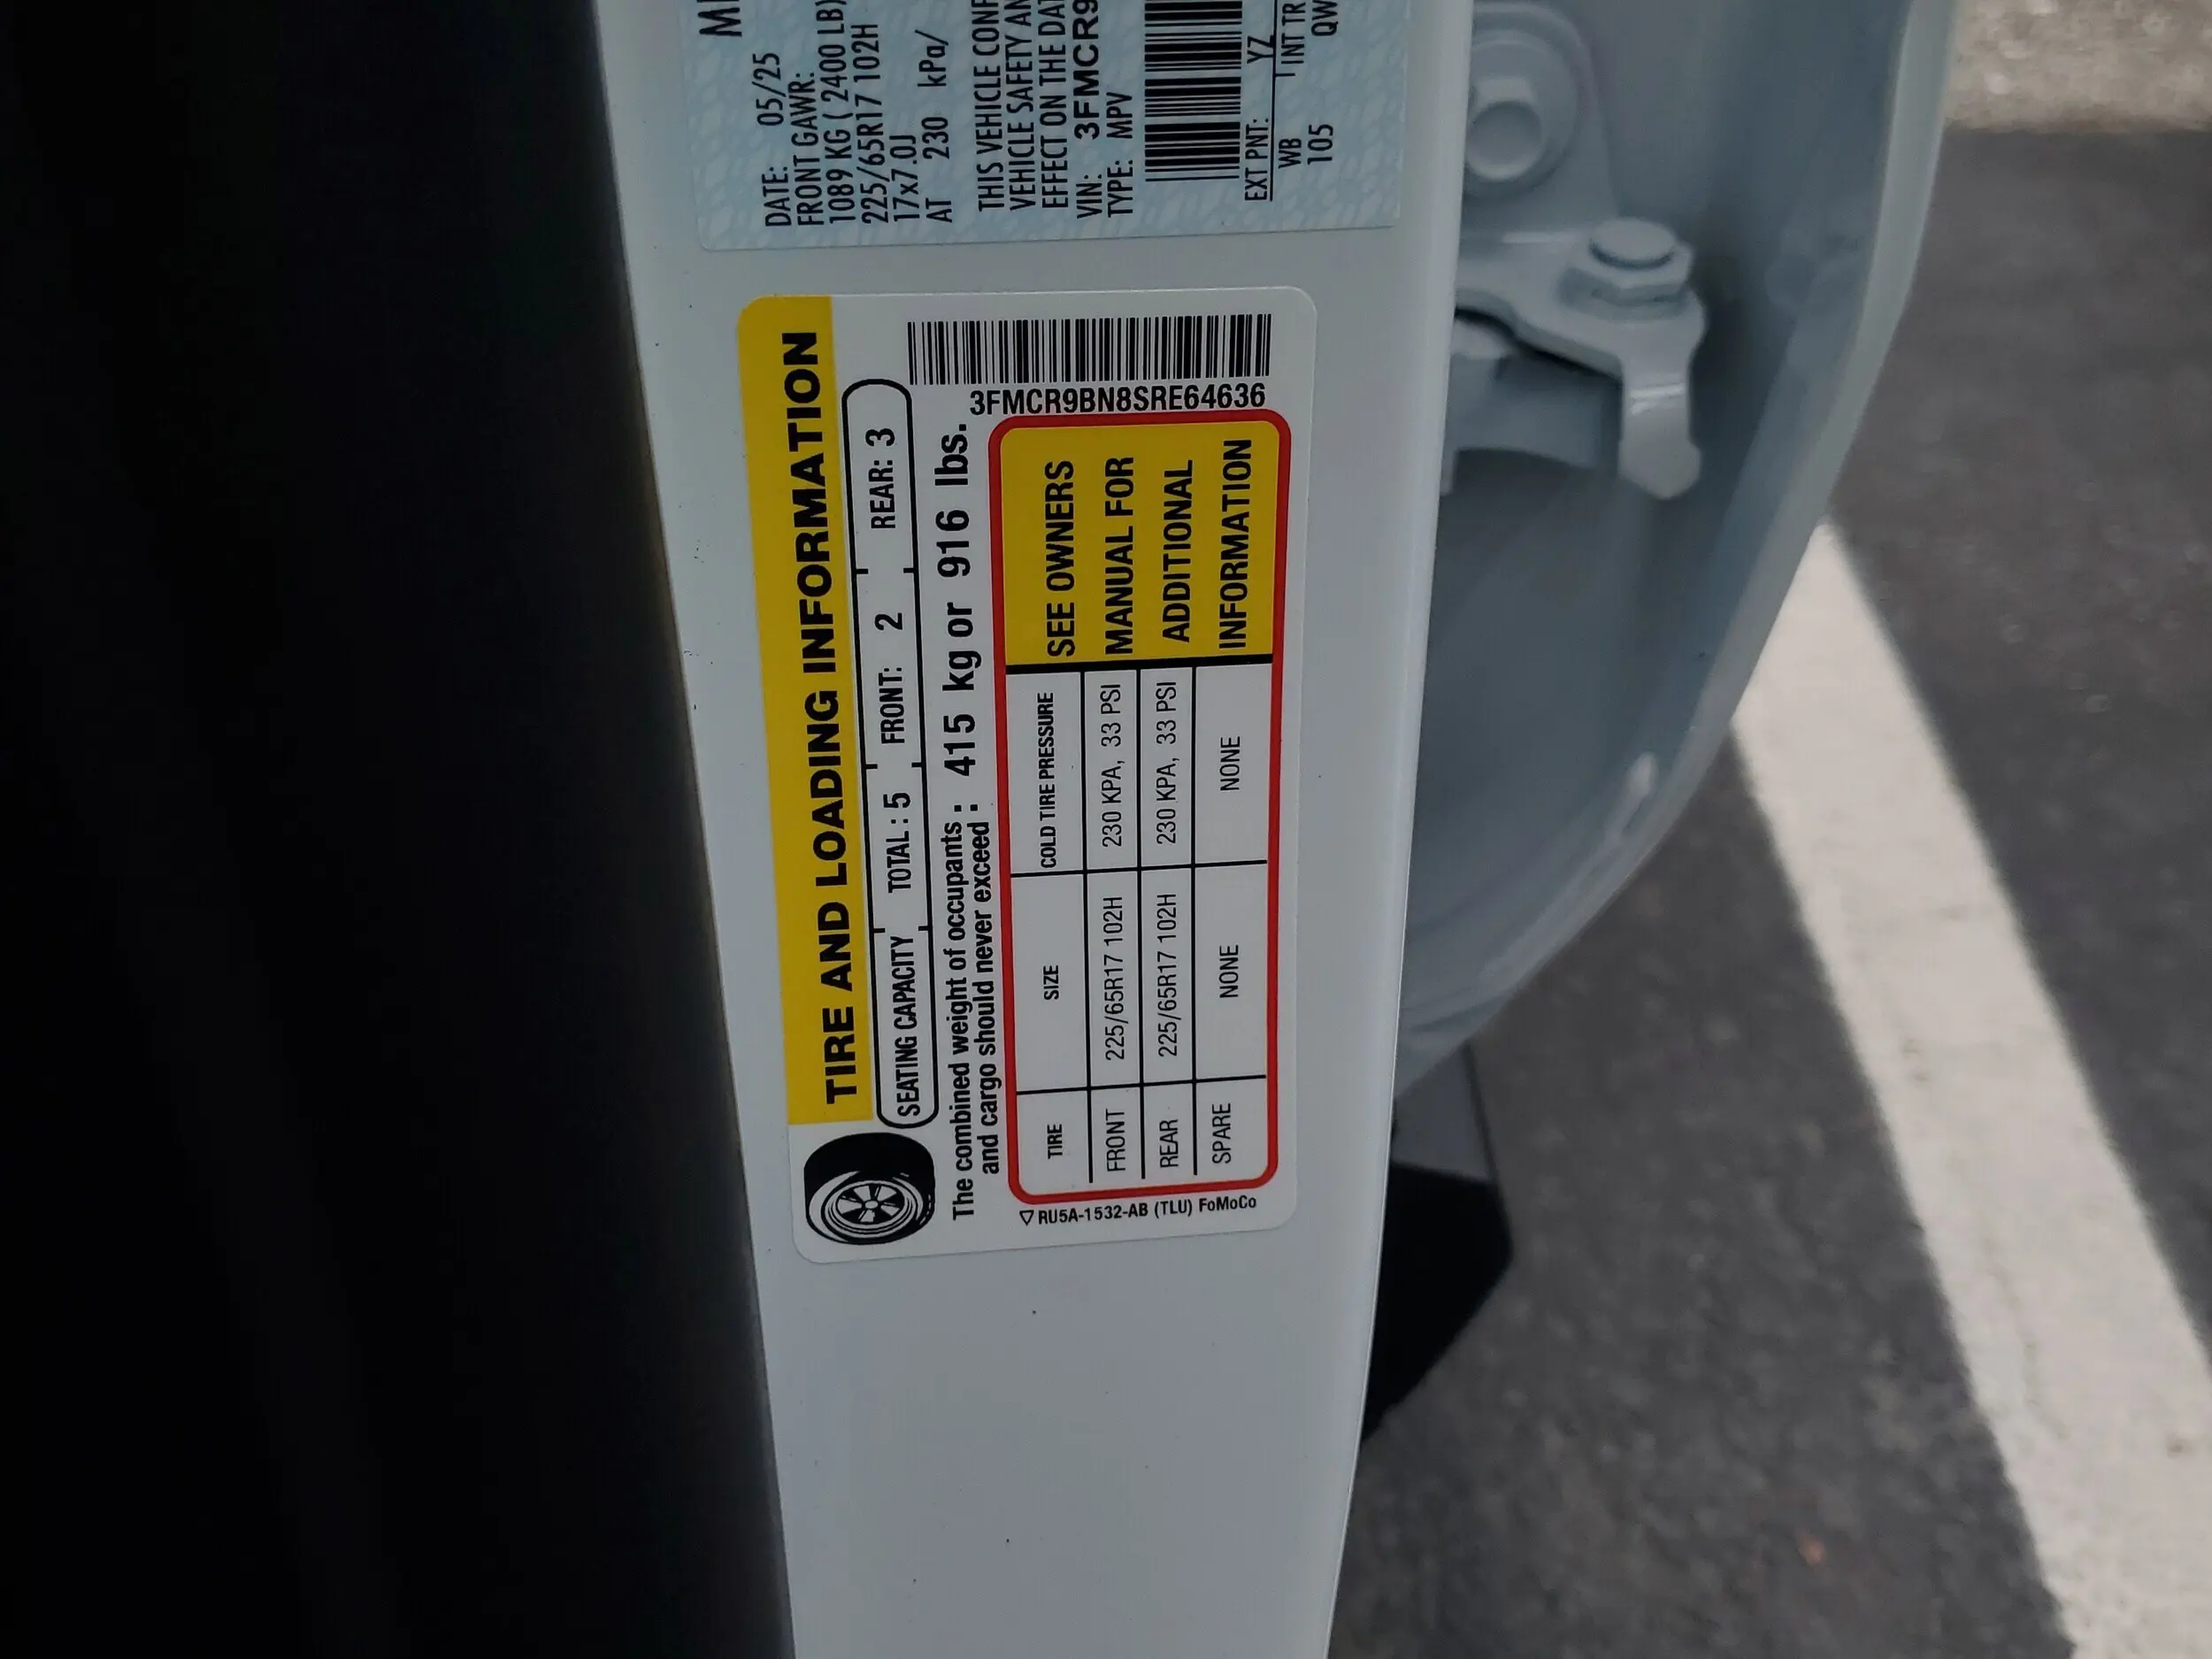 MF
DATE: 05/25
FRONT GAWR:
1089 KG ( 2400 LB)
225/65R17 102H
17x7.0J
AT 230 kPa/
THIS VEHICLE CONF
VEHICLE SAFETY AN
EFFECT ON THE DA
VIN: 3FMCR9
TYPE: MPV
EXT PNT: YZ
WB
105
INT TR
QW
TIRE AND LOADING INFORMATION
SEATING CAPACITY TOTAL : 5 FRONT: 2 REAR: 3
The combined weight of occupants
and cargo should never exceed : 415 kg or 916 lbs.
3FMCR9BN8SRE64636
TIRE SIZE COLD TIRE PRESSURE
FRONT 225/65R17 102H 230 KPA, 33 PSI
REAR 225/65R17 102H 230 KPA, 33 PSI
SPARE NONE NONE
SEE OWNERS
MANUAL FOR
ADDITIONAL
INFORMATION
RU5A-1532-AB (TLU) FoMoCo